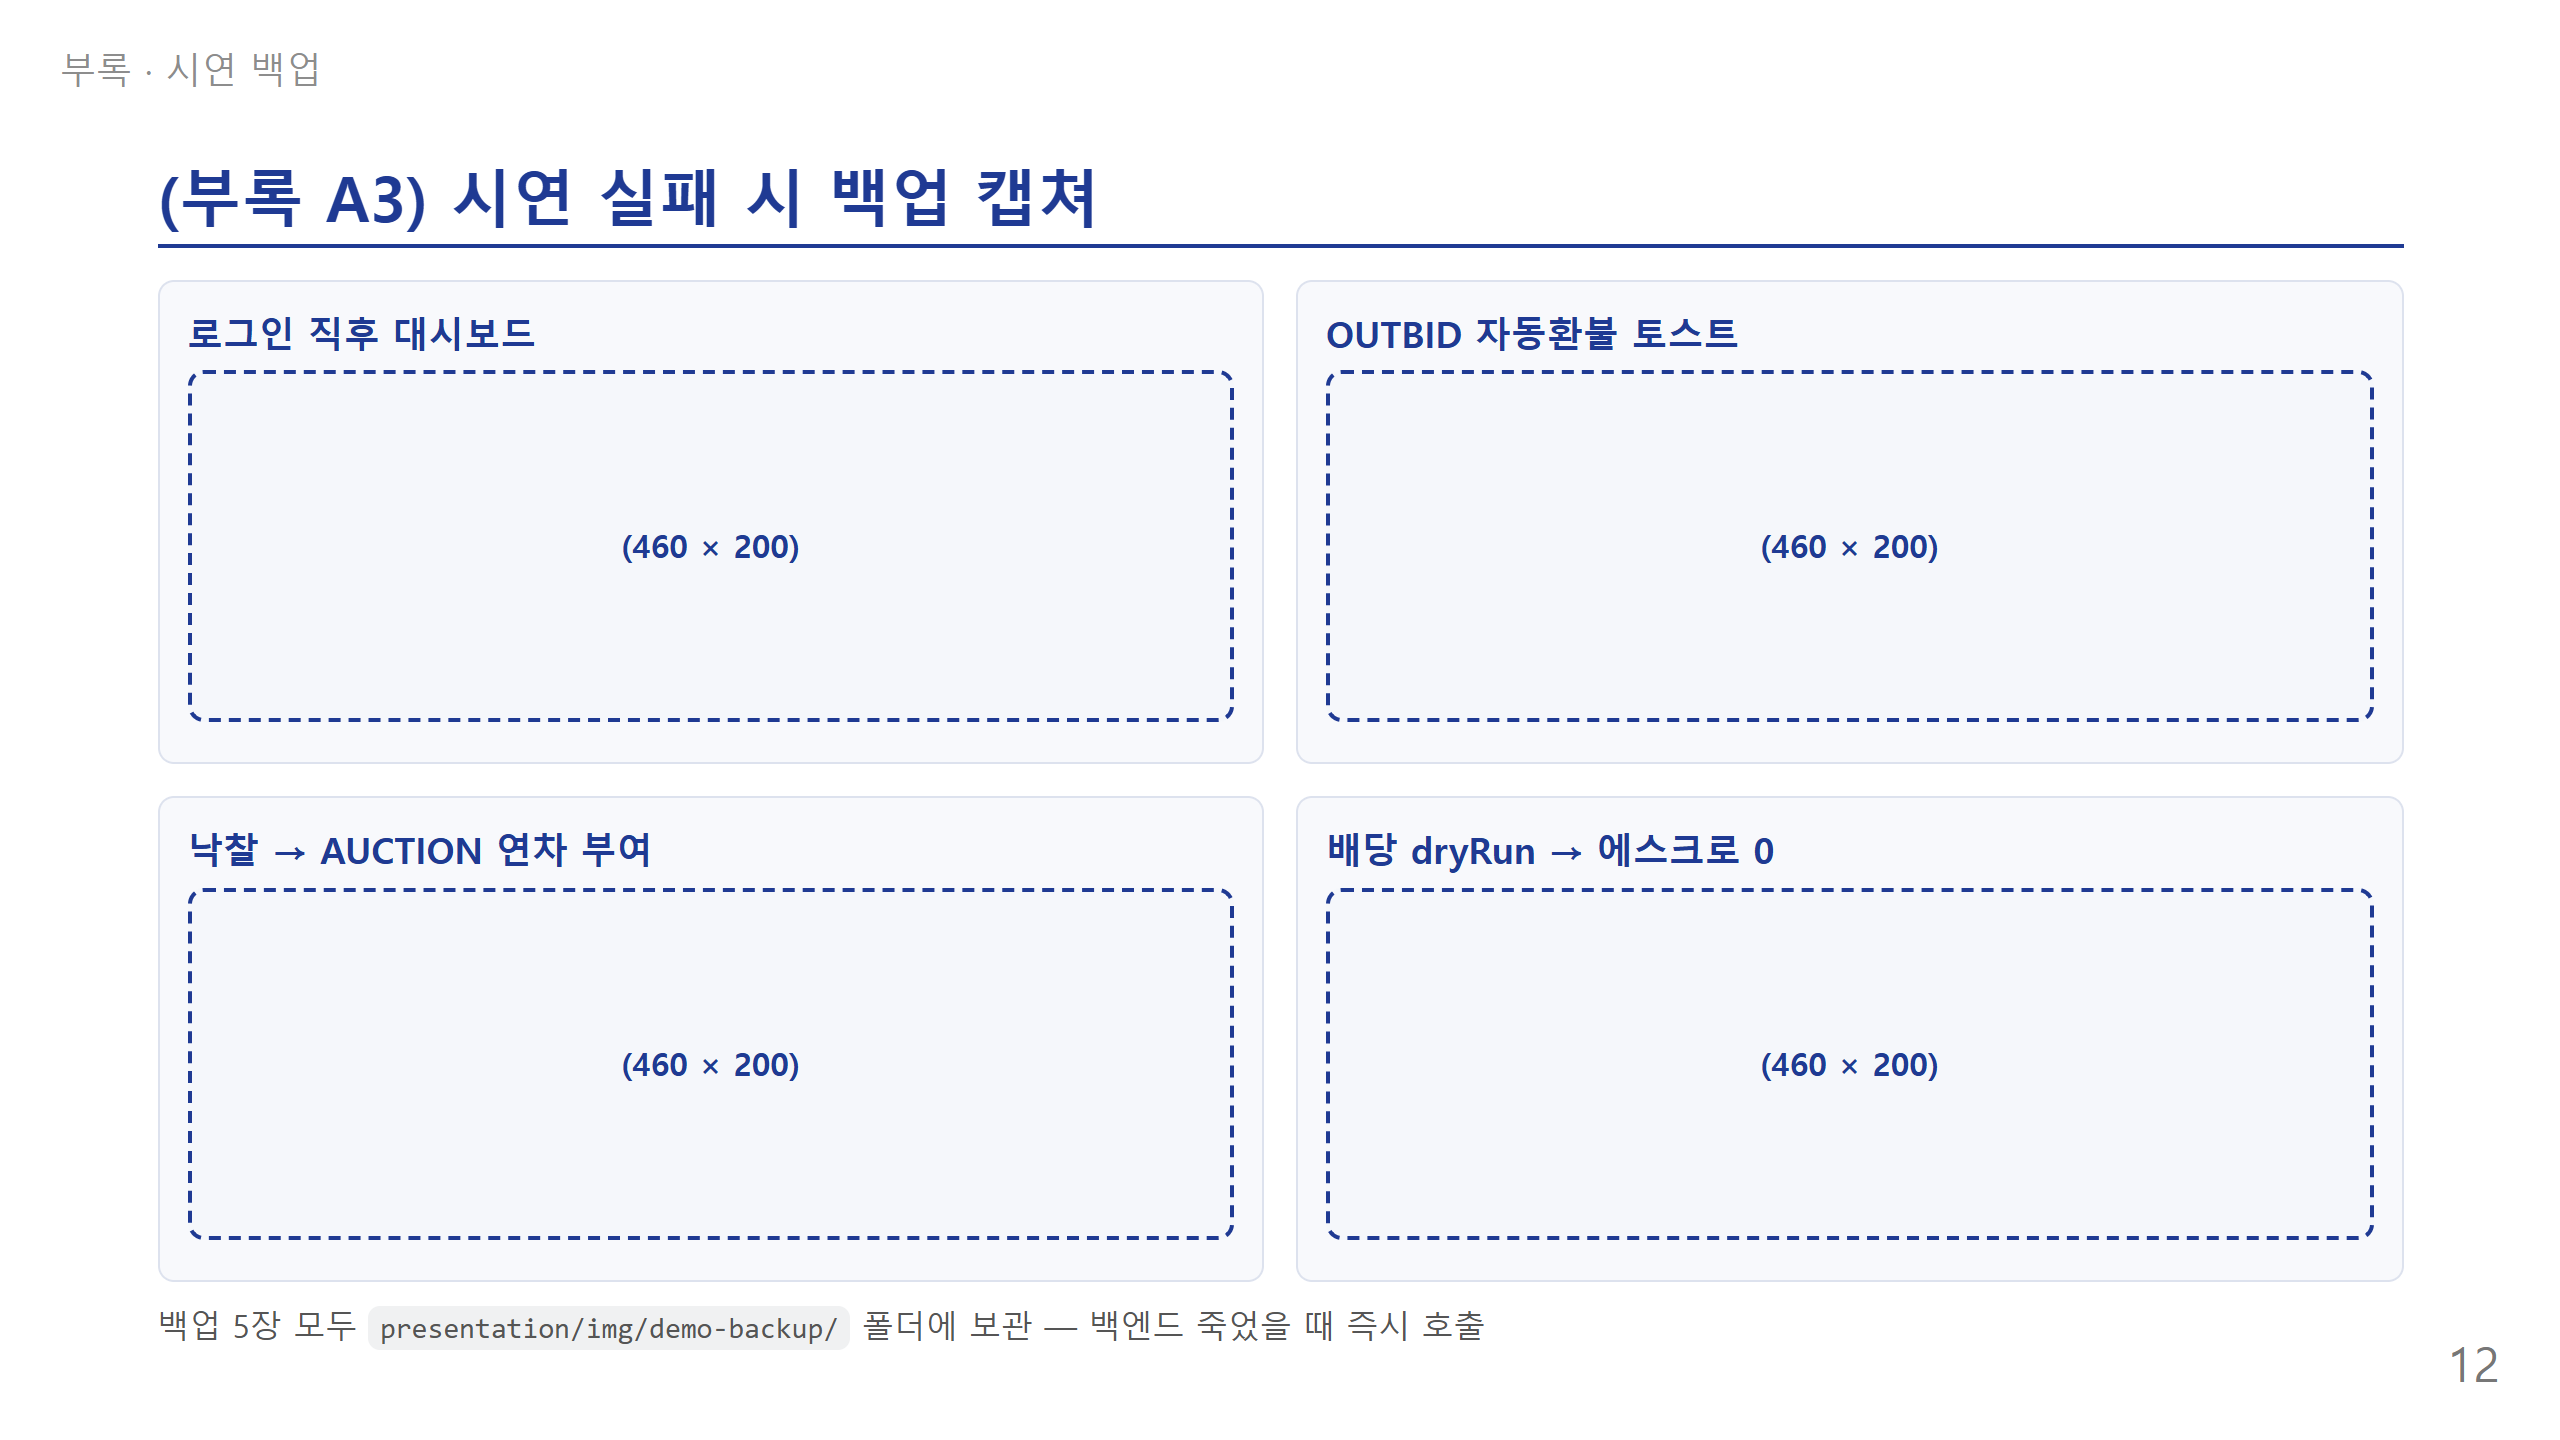 부록 · 시연 백업
(부록 A3) 시연 실패 시 백업 캡쳐
로그인 직후 대시보드
(460 × 200)
OUTBID 자동환불 토스트
(460 × 200)
낙찰 → AUCTION 연차 부여
(460 × 200)
배당 dryRun → 에스크로 0
(460 × 200)
백업 5장 모두 presentation/img/demo-backup/ 폴더에 보관 — 백엔드 죽었을 때 즉시 호출
12